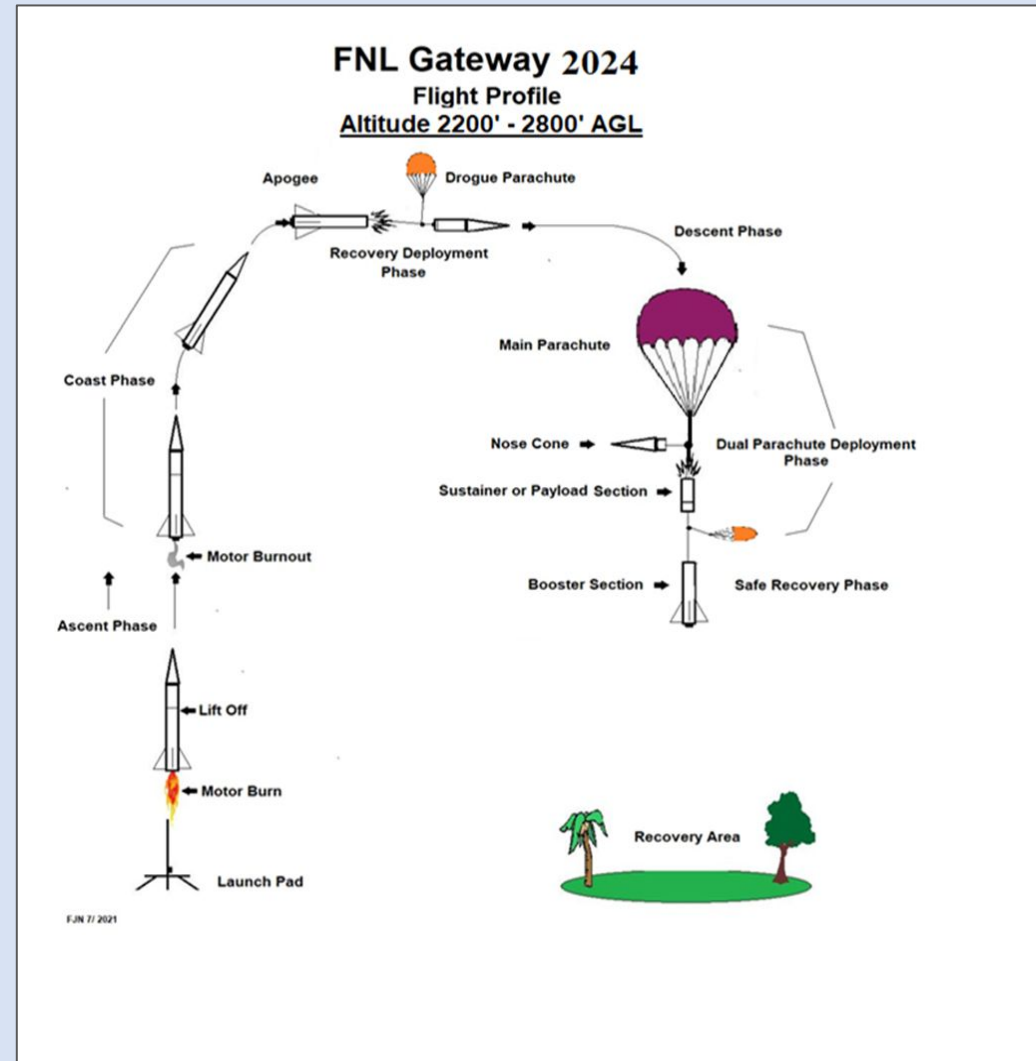 FNL Gateway 2024
Flight Profile
Altitude 2200' - 2800' AGL
Apogee
Drogue Parachute
Recovery Deployment
Phase
Descent Phase
Main Parachute
Coast Phase
Nose Cone
Dual Parachute Deployment
Phase
Sustainer or Payload Section
Motor Burnout
Booster Section
Safe Recovery Phase
Ascent Phase
Lift Off
Motor Burn
Recovery Area
Launch Pad
FJN 7/ 2021